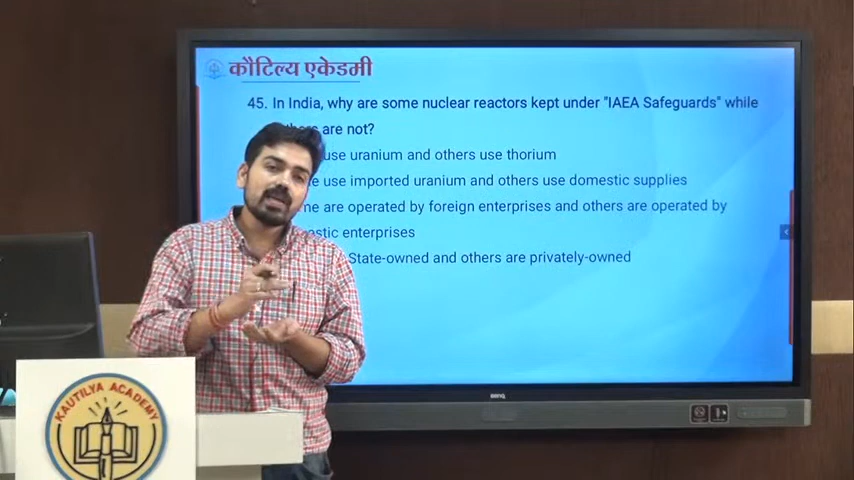 कौटिल्य एकेडमी
45. In India, why are some nuclear reactors kept under "IAEA Safeguards" while
are not?
use uranium and others use thorium
use imported uranium and others use domestic supplies
are operated by foreign enterprises and others are operated by
enterprises
State-owned and others are privately-owned
BenQ
KAUTILYA ACADEMY